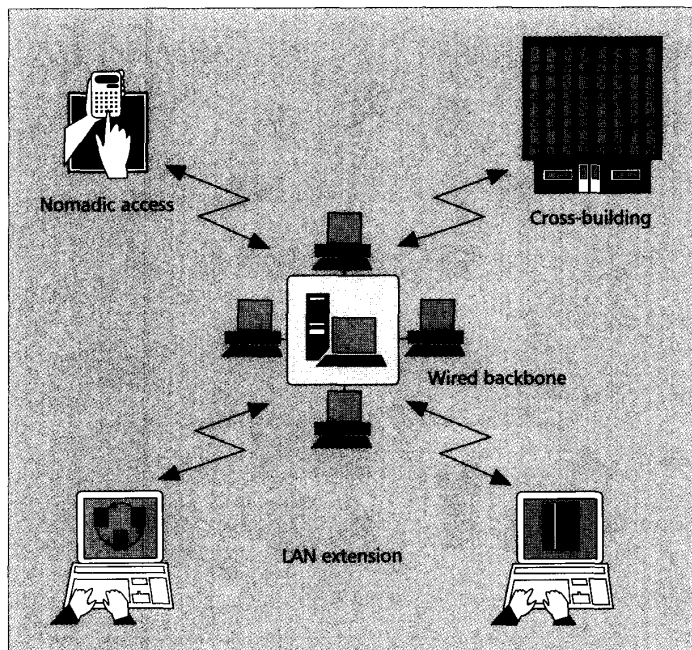 Nomadic access
Cross-building
Wired backbone
LAN extension